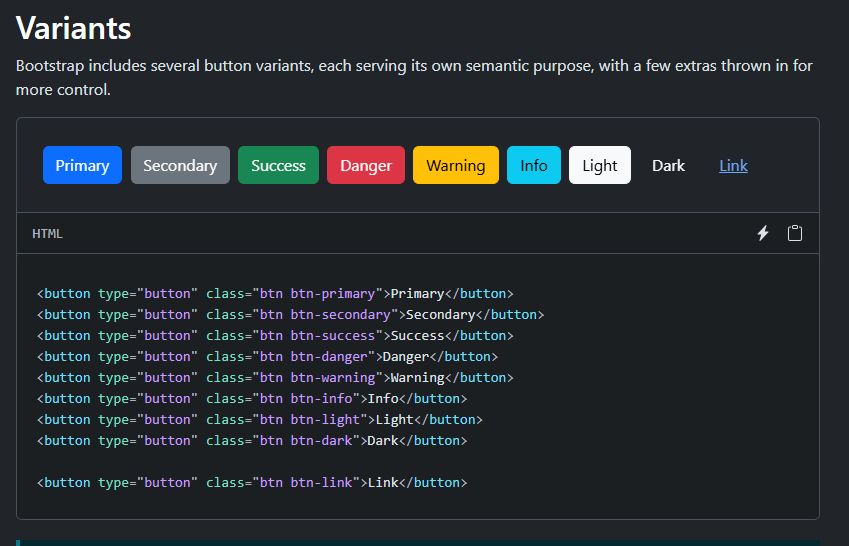 Variants
Bootstrap includes several button variants, each serving its own semantic purpose, with a few extras thrown in for
more control.
Primary Secondary Success Danger Warning Info Light Dark Link
HTML
<button type="button" class="btn btn-primary">Primary</button>
<button type="button" class="btn btn-secondary">Secondary</button>
<button type="button" class="btn btn-success">Success</button>
<button type="button" class="btn btn-danger">Danger</button>
<button type="button" class="btn btn-warning">Warning</button>
<button type="button" class="btn btn-info">Info</button>
<button type="button" class="btn btn-light">Light</button>
<button type="button" class="btn btn-dark">Dark</button>
<button type="button" class="btn btn-link">Link</button>